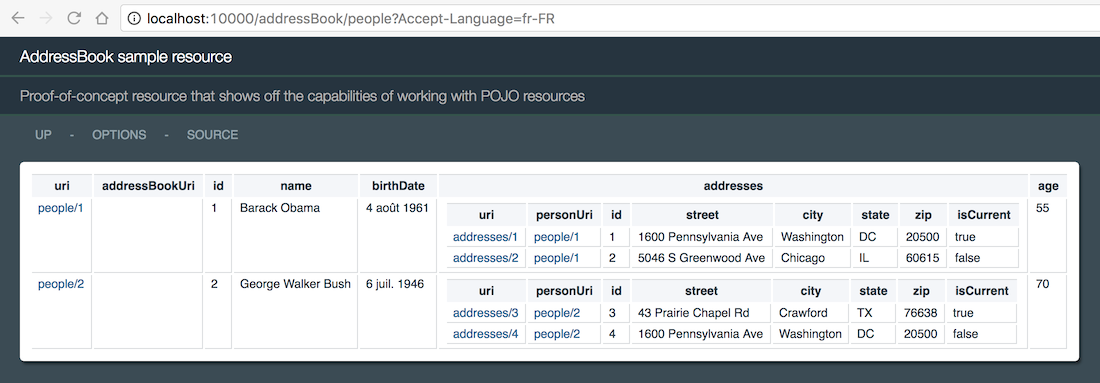 localhost:10000/addressBook/people?Accept-Language=fr-FR
AddressBook sample resource
Proof-of-concept resource that shows off the capabilities of working with POJO resources
UP - OPTIONS - SOURCE
uri addressBookUri id name birthDate addresses age
people/1 1 Barack Obama 4 août 1961 55
uri personUri id street city state zip isCurrent
addresses/1 people/1 1 1600 Pennsylvania Ave Washington DC 20500 true
addresses/2 people/1 2 5046 S Greenwood Ave Chicago IL 60615 false
people/2 2 George Walker Bush 6 juil. 1946 70
uri personUri id street city state zip isCurrent
addresses/3 people/2 3 43 Prairie Chapel Rd Crawford TX 76638 true
addresses/4 people/2 4 1600 Pennsylvania Ave Washington DC 20500 false